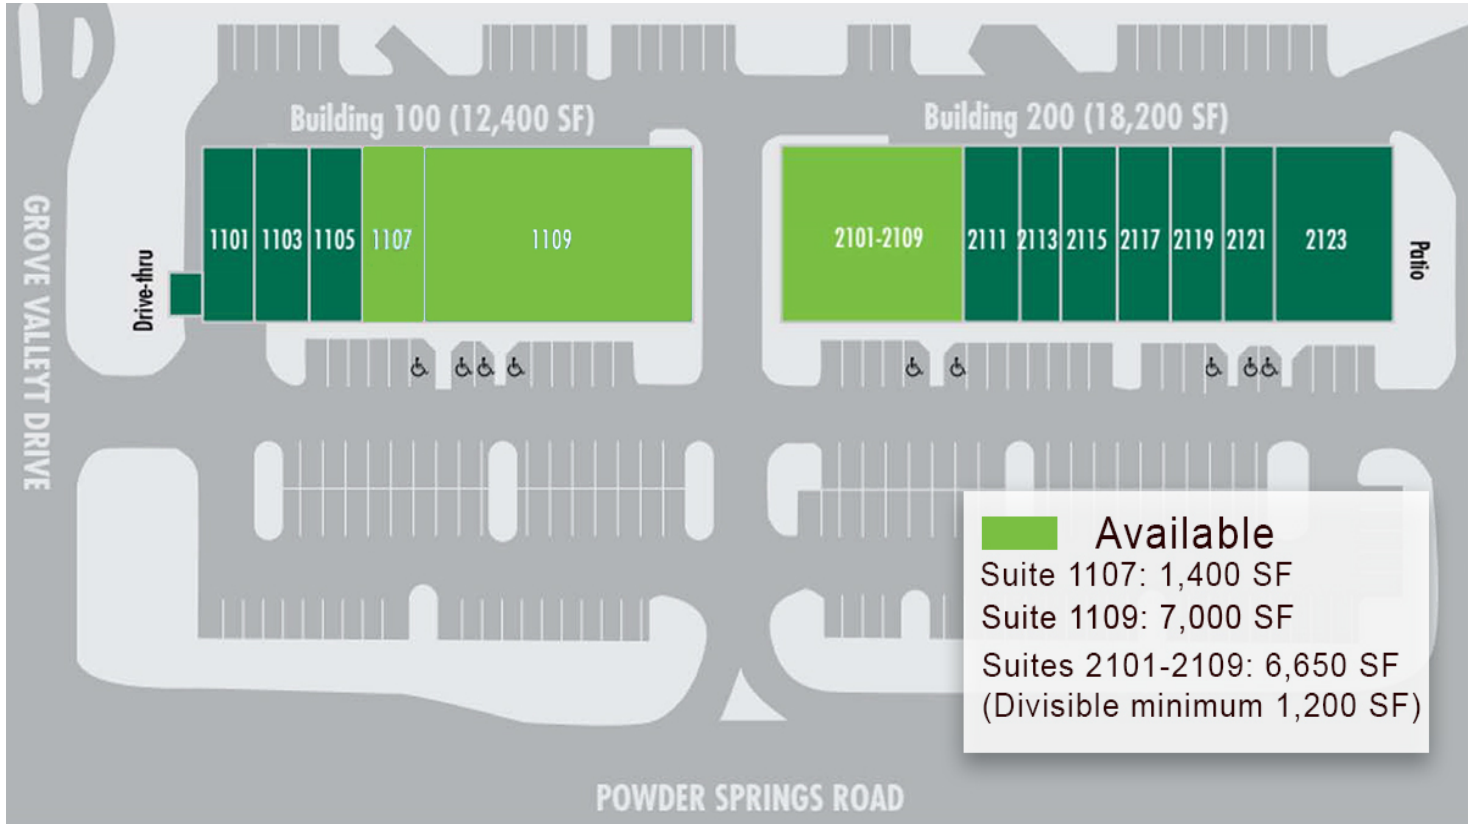 Building 100 (12,400 SF)
Building 200 (18,200 SF)
GROVE VALLEYT DRIVE
Drive-thru
1101
1103
1105
1107
1109
2101-2109
2111
2113
2115
2117
2119
2121
2123
Patio
Available
Suite 1107: 1,400 SF
Suite 1109: 7,000 SF
Suites 2101-2109: 6,650 SF
(Divisible minimum 1,200 SF)
POWDER SPRINGS ROAD